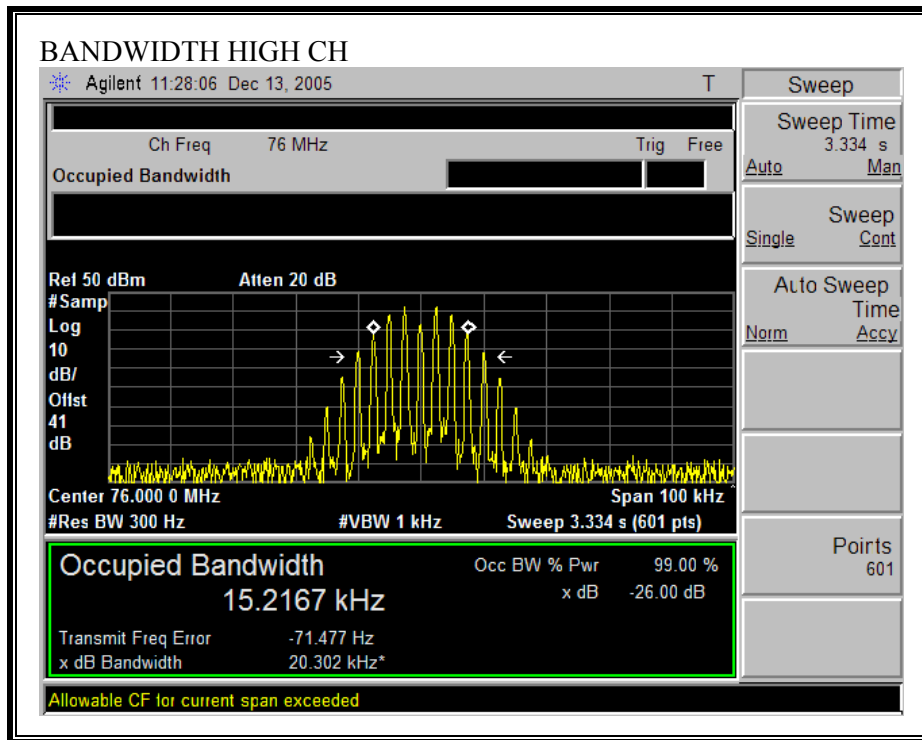 BANDWIDTH HIGH CH
Agilent 11:28:06 Dec 13, 2005 T
Ch Freq 76 MHz Trig Free
Occupied Bandwidth
Ref 50 dBm Atten 20 dB
#Samp
Log
10
dB/
Offst
41
dB
Center 76.000 0 MHz Span 100 kHz
#Res BW 300 Hz #VBW 1 kHz Sweep 3.334 s (601 pts)
Occupied Bandwidth
15.2167 kHz
Occ BW % Pwr 99.00 %
x dB -26.00 dB
Transmit Freq Error -71.477 Hz
x dB Bandwidth 20.302 kHz*
Allowable CF for current span exceeded
Sweep
Sweep Time
3.334 s
Auto Man
Sweep
Single Cont
Auto Sweep
Time
Norm Accy
Points
601